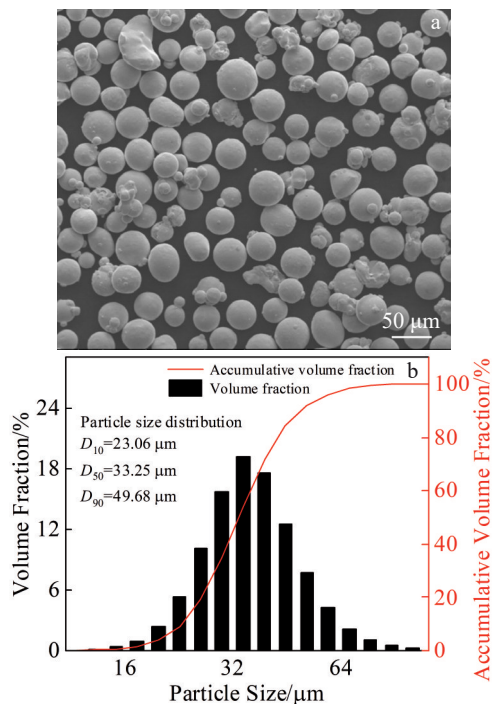 a
50 μm
b
Accumulative volume fraction
Volume fraction
Particle size distribution
D10=23.06 μm
D50=33.25 μm
D90=49.68 μm
Volume Fraction/%
24
18
12
6
0
16
32
64
Particle Size/μm
100
80
60
40
20
0
Accumulative Volume Fraction/%